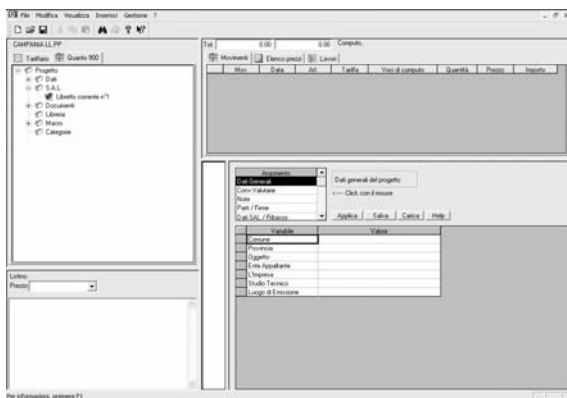 File Modifica Visualizza Inserisci Gestione ?
CAMPANIA LL.PP
Tariffario Quanto 900
Progetto
Dati
S.A.L.
Libretto corrente n°1
Documenti
Libreria
Macro
Categorie
Listino
Prezzo
Tot. 0.00 0.00 Computo.
Movimenti Elenco prezzi Lavori
Mov. Data Art. Tariffa Voci di computo Quantità Prezzo Importo
Argomento
Dati Generali
Conv.Valutarie
Note
Parti / Firme
Dati SAL / Ribasso
Dati generali del progetto
<---- Click con il mouse
Applica Salva Carica Help
Variabile Valore
Comune
Provincia
Oggetto
Ente Appaltante
L'Impresa
Studio Tecnico
Luogo di Emissione
Per informazioni, premere F1